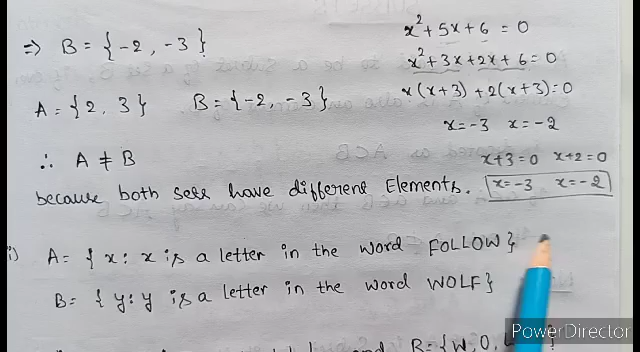 ⇒ B = {-2, -3}
x² + 5x + 6 = 0
x² + 3x + 2x + 6 = 0
x(x+3) + 2(x+3) = 0
A = {2, 3} B = {-2, -3}
x = -3 x = -2
∴ A ≠ B
x+3=0 x+2=0
because both sets have different Elements.
x=-3 x=-2
i) A = {x: x is a letter in the word FOLLOW}
B = {y: y is a letter in the word WOLF}
and B = {W, O, }
PowerDirector